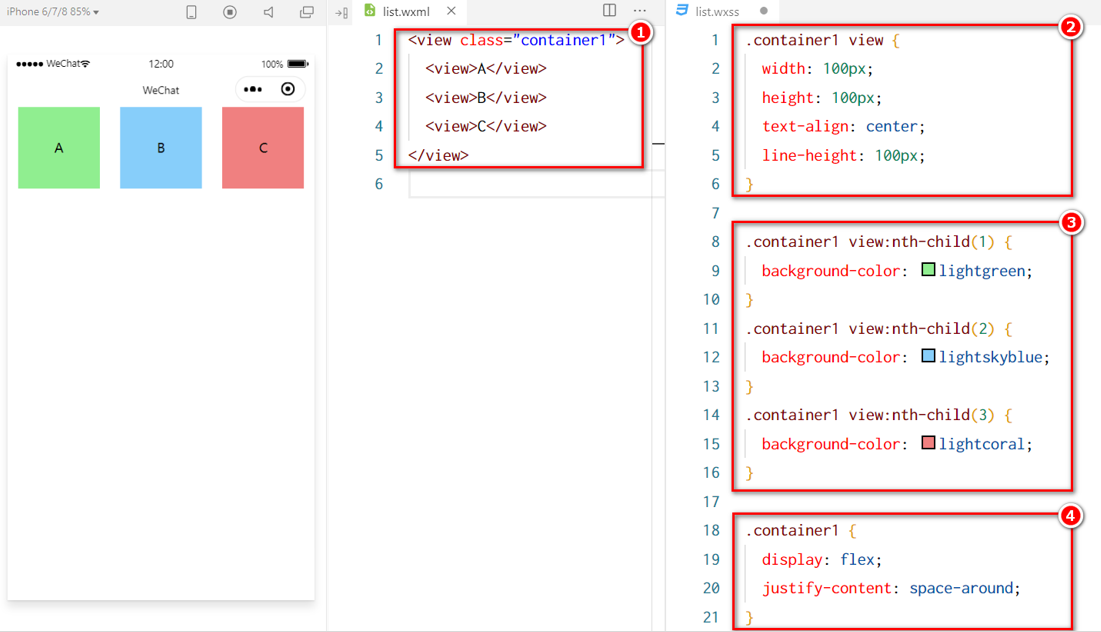 iPhone 6/7/8 85%
WeChat
12:00
100%
WeChat
A
B
C
list.wxml
1
<view class="container1">
2
<view>A</view>
3
<view>B</view>
4
<view>C</view>
5
</view>
6
1
list.wxss
1
.container1 view {
2
width: 100px;
3
height: 100px;
4
text-align: center;
5
line-height: 100px;
6
}
7
2
8
.container1 view:nth-child(1) {
9
background-color: lightgreen;
10
}
11
.container1 view:nth-child(2) {
12
background-color: lightskyblue;
13
}
14
.container1 view:nth-child(3) {
15
background-color: lightcoral;
16
}
17
3
18
.container1 {
19
display: flex;
20
justify-content: space-around;
21
}
4